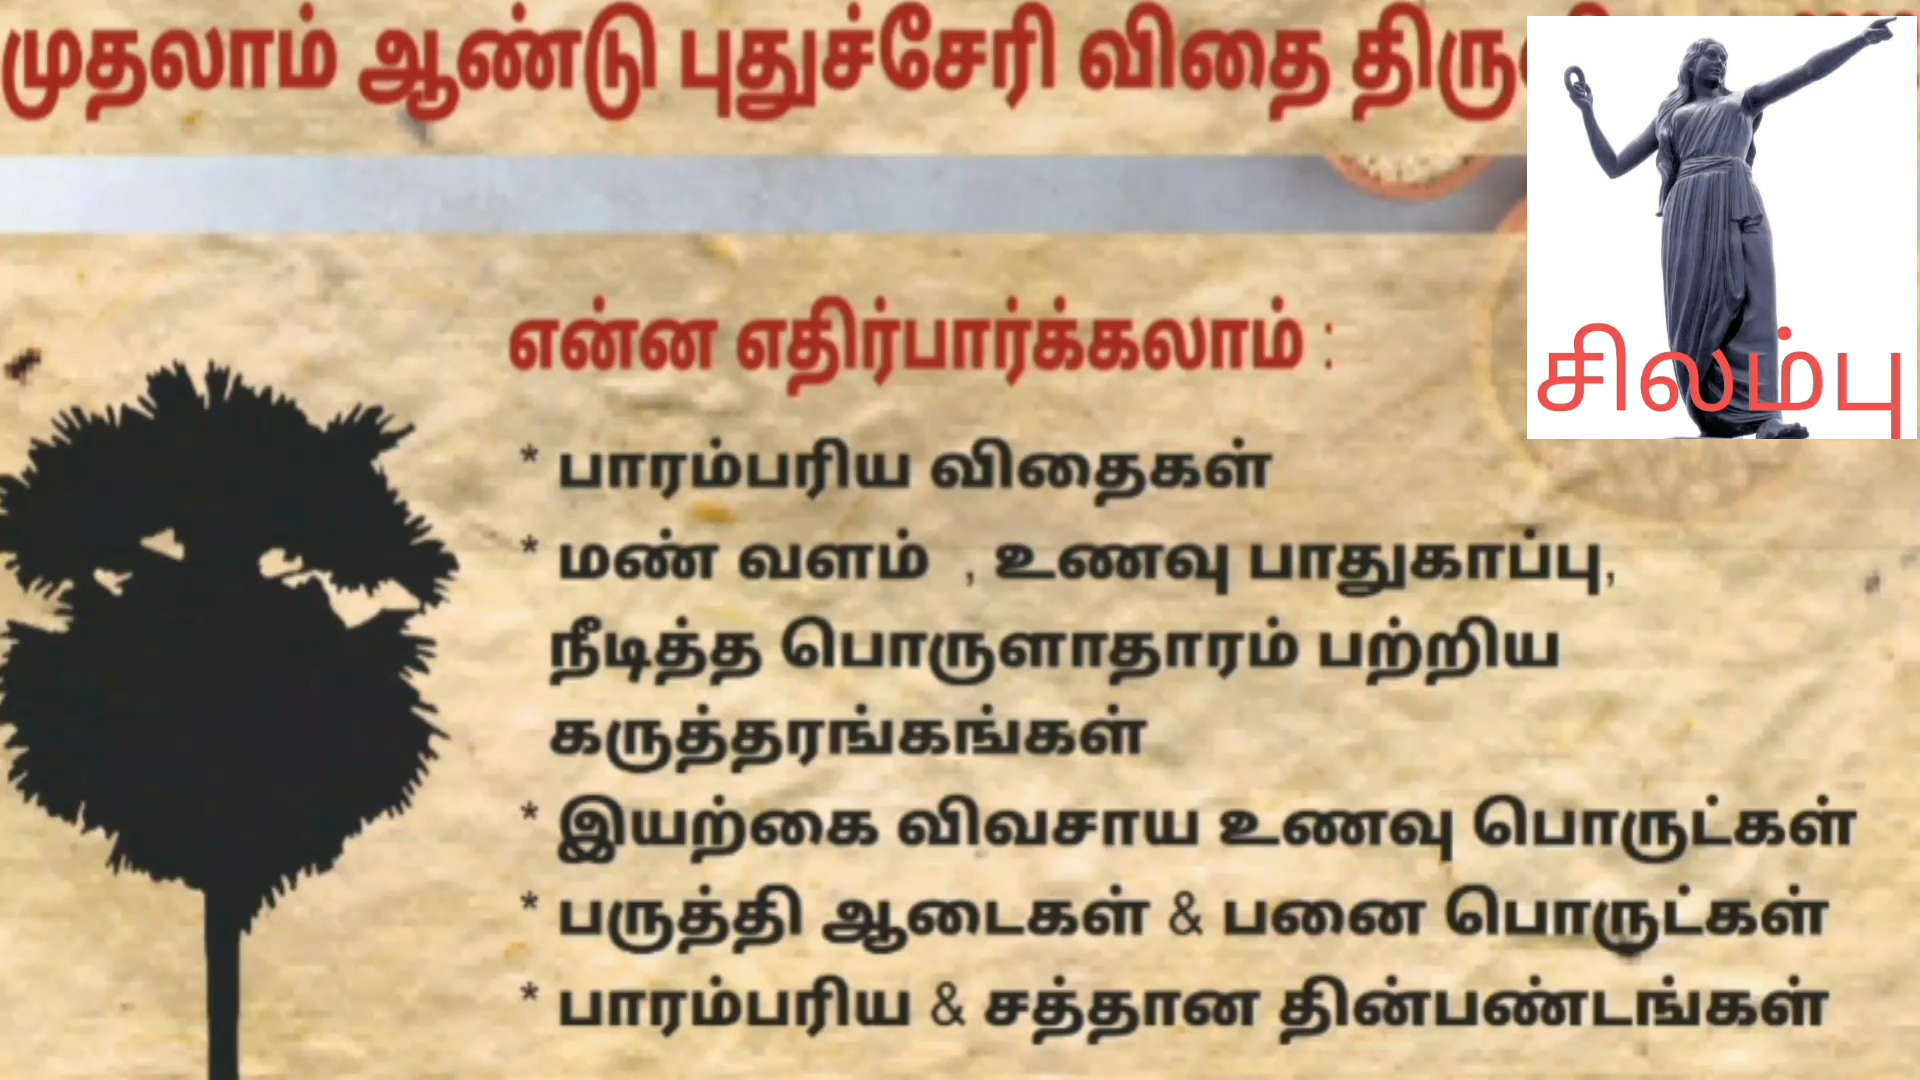 முதலாம் ஆண்டு புதுச்சேரி விதை
சிலம்பு
என்ன எதிர்பார்க்கலாம் :
* பாரம்பரிய விதைகள்
* மண் வளம் , உணவு பாதுகாப்பு,
நீடித்த பொருளாதாரம் பற்றிய
கருத்தரங்கங்கள்
* இயற்கை விவசாய உணவு பொருட்கள்
* பருத்தி ஆடைகள் & பனை பொருட்கள்
* பாரம்பரிய & சத்தான தின்பண்டங்கள்